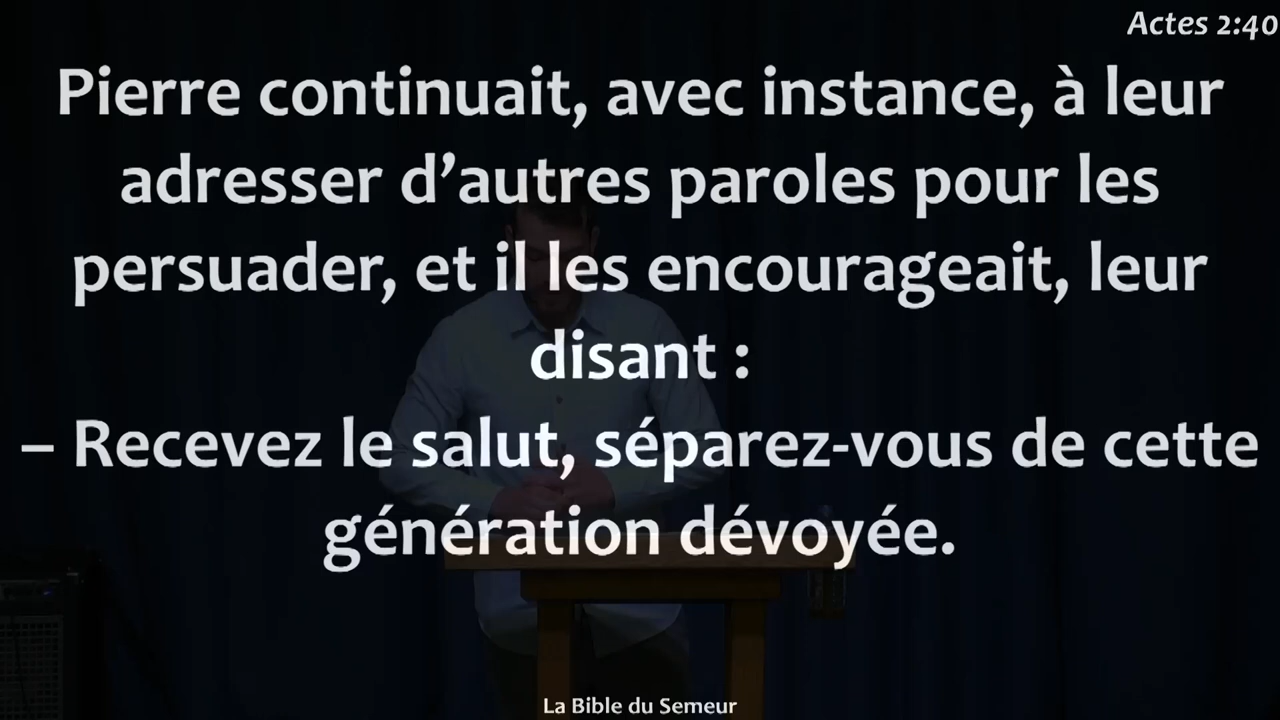 Actes 2:40
Pierre continuait, avec instance, à leur
adresser d’autres paroles pour les
persuader, et il les encourageait, leur
disant :
– Recevez le salut, séparez-vous de cette
génération dévoyée.
La Bible du Semeur